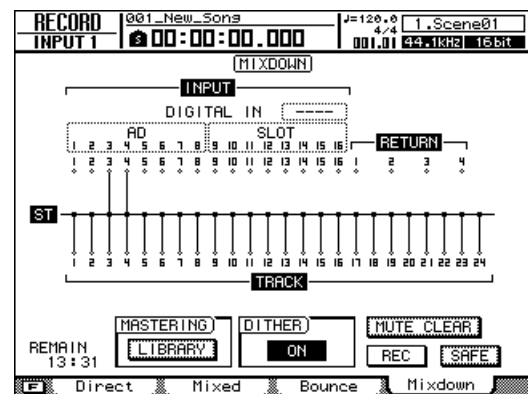 RECORD 001_New_Song J=120.0 1.Scene01
INPUT 1 S 00:00:00.000 4/4 001.01 44.1kHz 16bit
MIXDOWN
INPUT
DIGITAL IN ----
AD SLOT
1 2 3 4 5 6 7 8 9 10 11 12 13 14 15 16 RETURN
1 2 3 4 5 6 7 8 9 10 11 12 13 14 15 16 1 2 3 4
ST
1 2 3 4 5 6 7 8 9 10 11 12 13 14 15 16 17 18 19 20 21 22 23 24
TRACK
MASTERING DITHER MUTE CLEAR
REMAIN LIBRARY ON REC SAFE
13:31
F Direct Mixed Bounce Mixdown